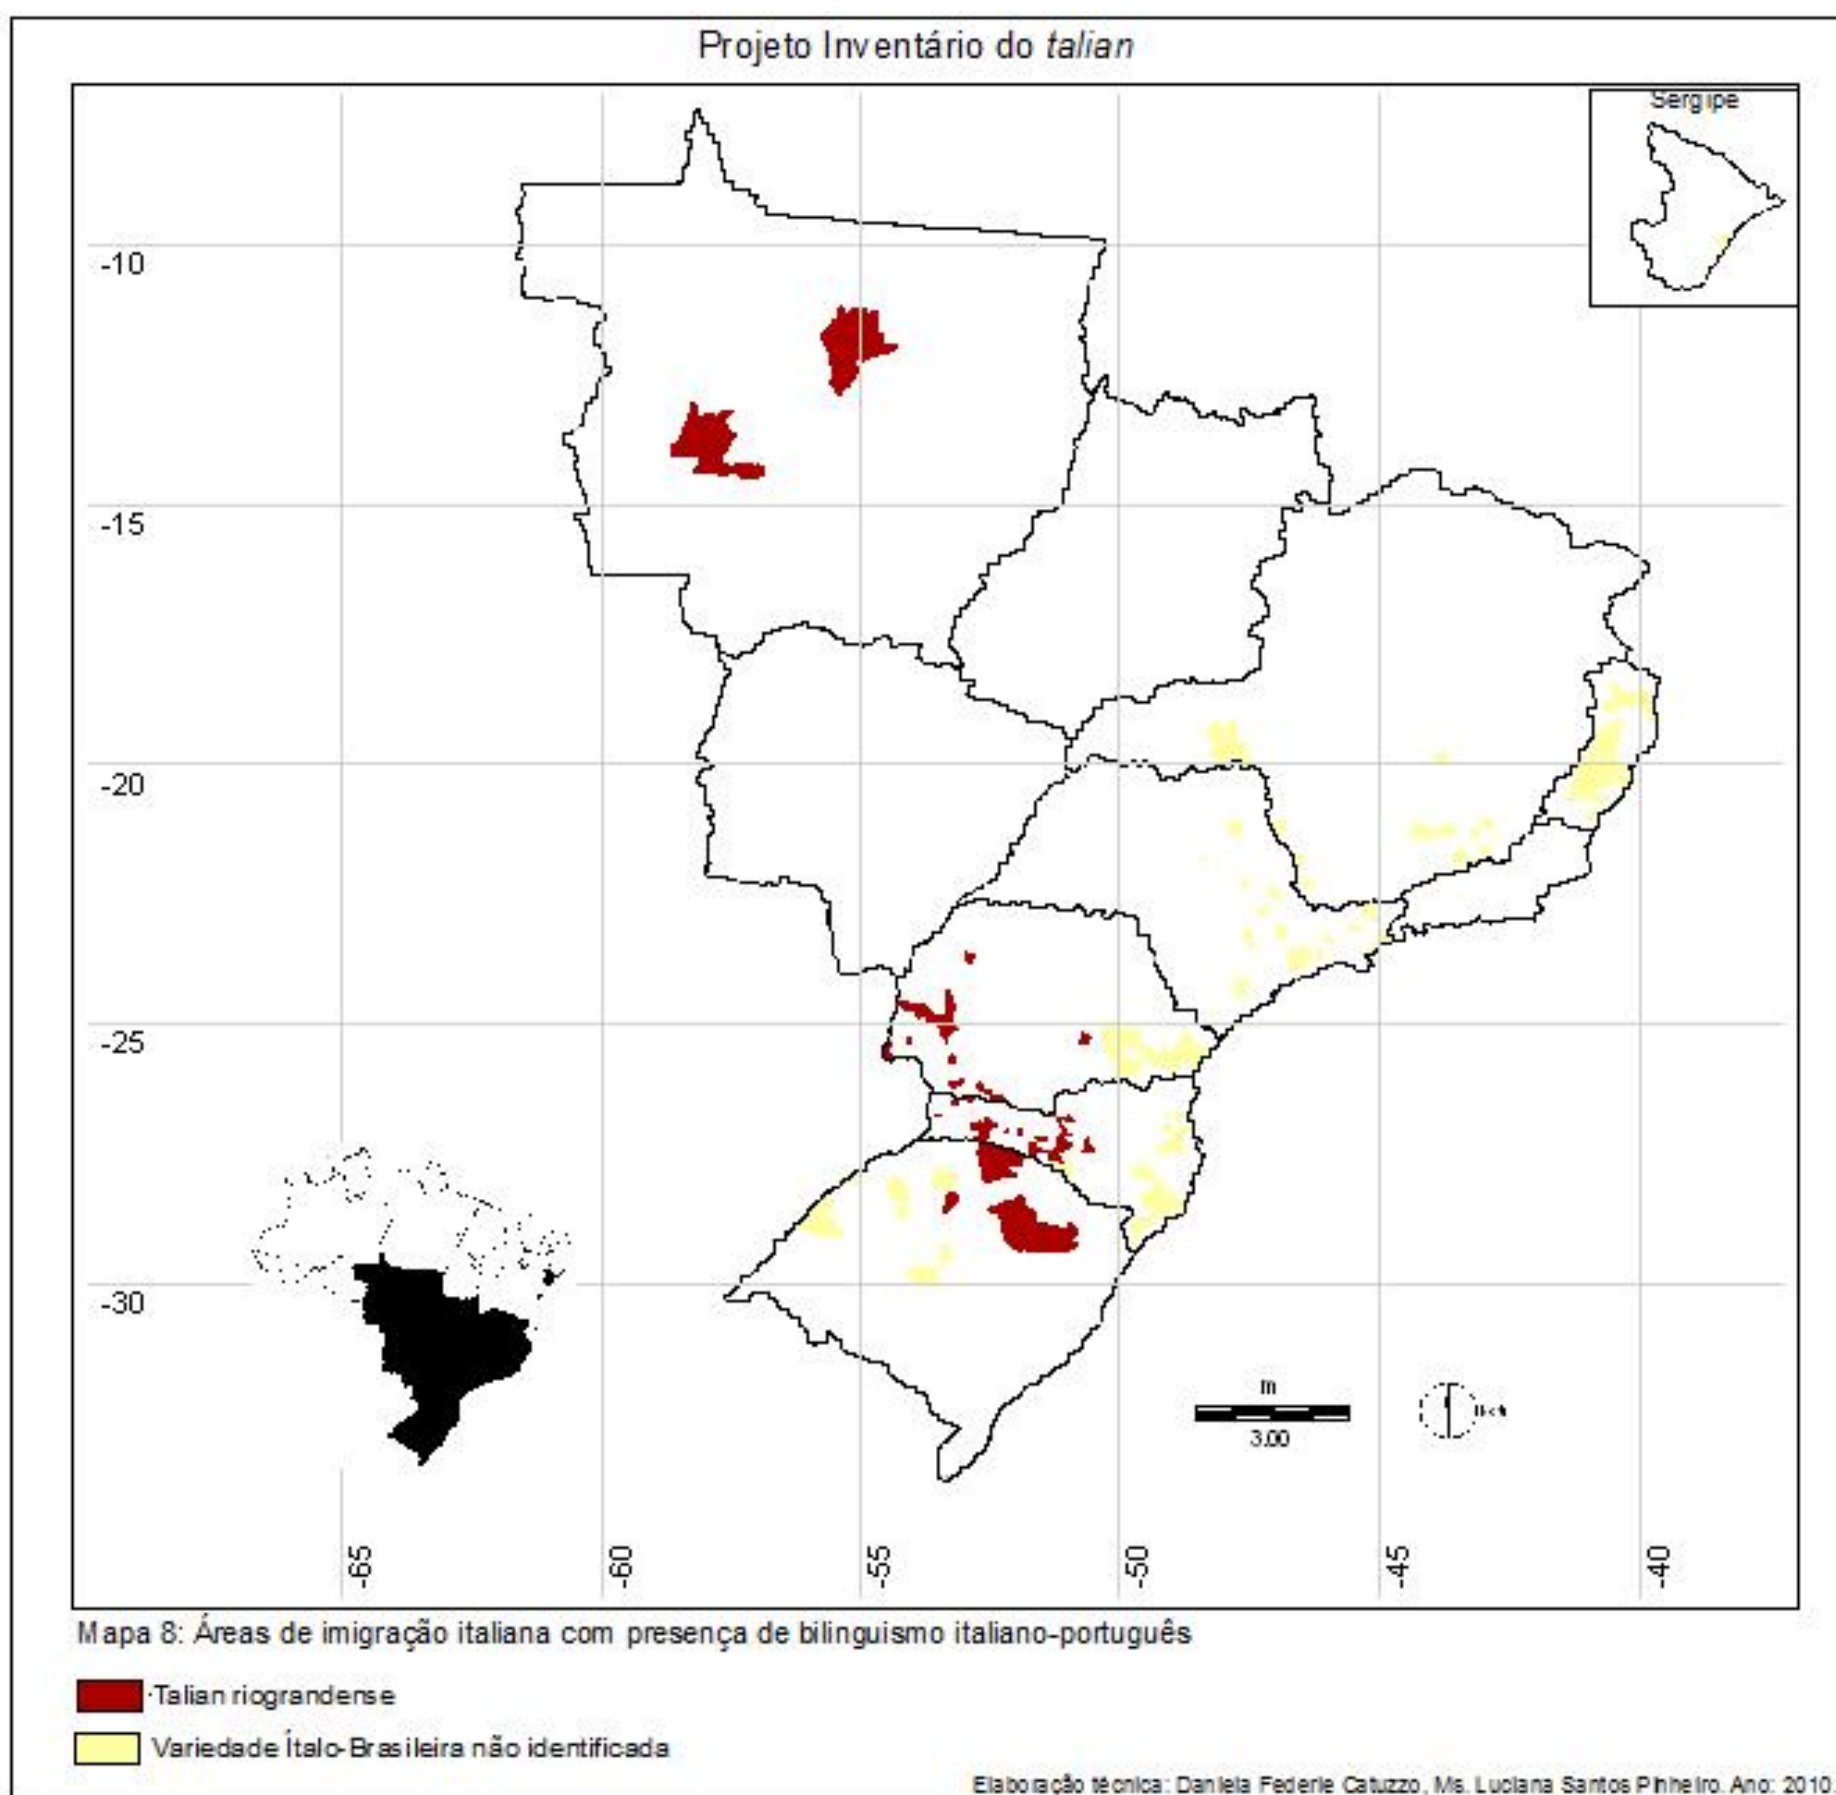 Projeto Inventário do talian
Sergipe
-10
-15
-20
-25
-30
m
3.00
-65
-60
-55
-50
-45
-40
Mapa 8: Áreas de imigração italiana com presença de bilinguismo italiano-português
Talian riograndense
Variedade Ítalo-Brasileira não identificada
Elaboração técnica: Daniela Federle Catuzzo, Ms. Luciana Santos Pinheiro. Ano: 2010.